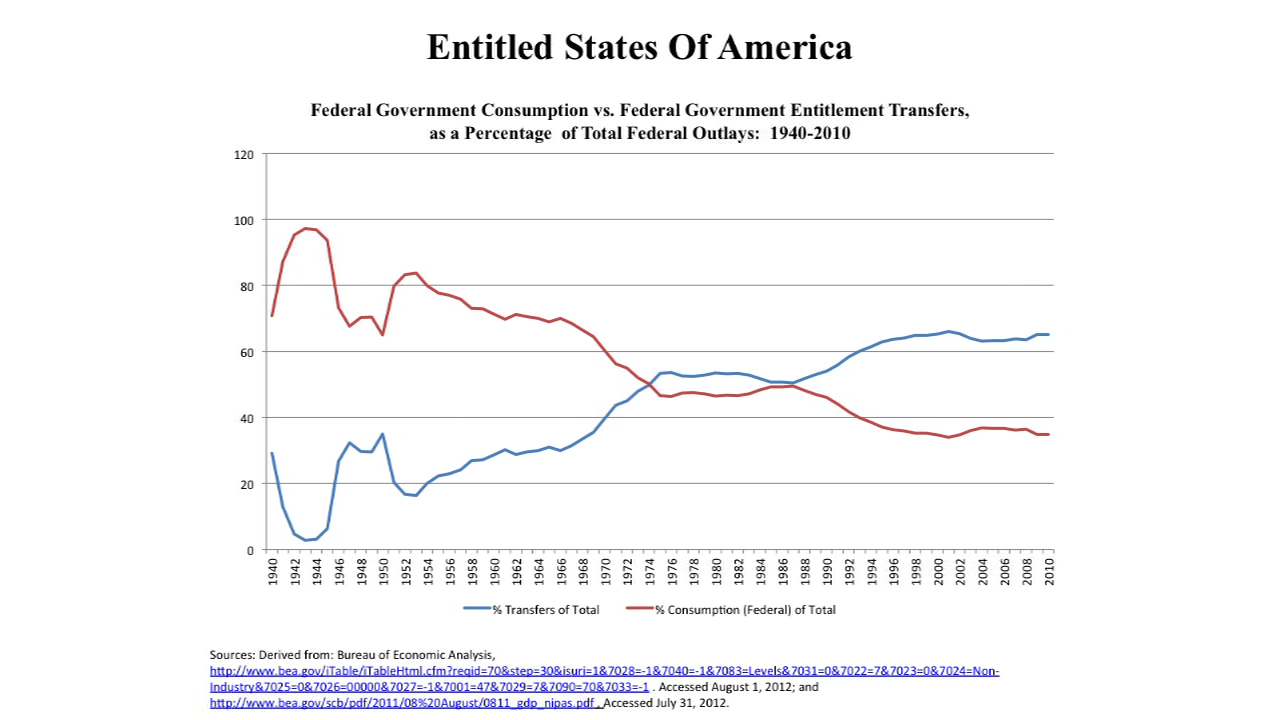 Entitled States Of America
Federal Government Consumption vs. Federal Government Entitlement Transfers,
as a Percentage of Total Federal Outlays: 1940-2010
120
100
80
60
40
20
0
1940 1942 1944 1946 1948 1950 1952 1954 1956 1958 1960 1962 1964 1966 1968 1970 1972 1974 1976 1978 1980 1982 1984 1986 1988 1990 1992 1994 1996 1998 2000 2002 2004 2006 2008 2010
% Transfers of Total % Consumption (Federal) of Total
Sources: Derived from: Bureau of Economic Analysis,
http://www.bea.gov/iTable/iTableHtml.cfm?reqid=70&step=30&isuri=1&7028=-1&7040=-1&7083=Levels&7031=0&7022=7&7023=0&7024=Non-
Industry&7025=0&7026=00000&7027=-1&7001=47&7029=7&7090=70&7033=-1 . Accessed August 1, 2012; and
http://www.bea.gov/scb/pdf/2011/08%20August/0811_gdp_nipas.pdf . Accessed July 31, 2012.